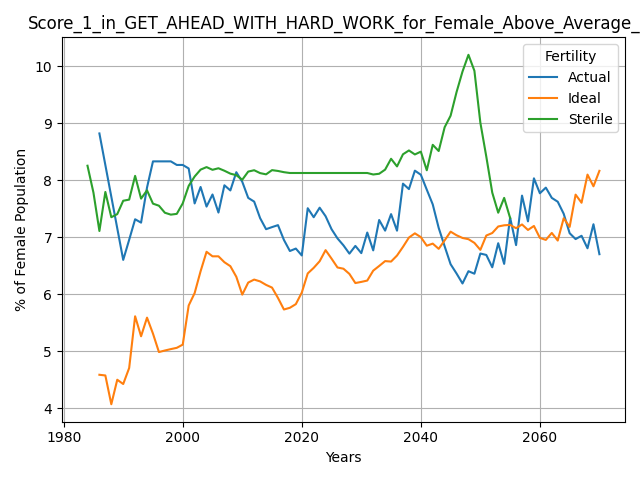 Score_1_in_GET_AHEAD_WITH_HARD_WORK_for_Female_Above_Average_
Fertility
Actual
Ideal
Sterile
% of Female Population
10
9
8
7
6
5
4
1980
2000
2020
2040
2060
Years